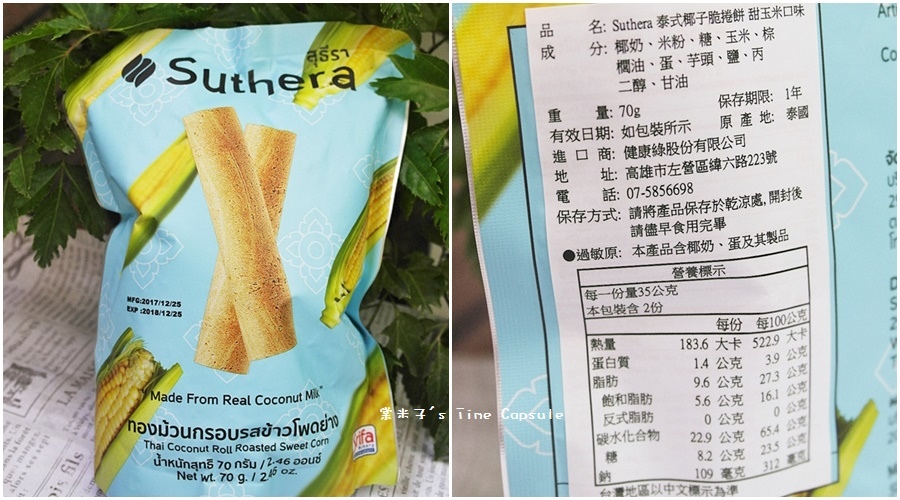 สุธีรา
Suthera
MFG:2017/12/25
EXP :2018/12/25
"Made From Real Coconut Milk"
ทองม้วนกรอบรสข้าวโพดย่าง
Thai Coconut Roll Roasted Sweet Corn
น้ำหนักสุทธิ 70 กรัม / 2.46 ออนซ์
Net wt. 70 g. / 2.46 oz.
品 名: Suthera 泰式椰子脆捲餅 甜玉米口味
成 分: 椰奶、米粉、糖、玉米、棕
櫚油、蛋、芋頭、鹽、丙
二醇、甘油
重 量: 70g 保存期限: 1年
有效日期: 如包裝所示 原 產 地: 泰國
進 口 商: 健康綠股份有限公司
地 址: 高雄市左營區緯六路223號
電 話: 07-5856698
保存方式: 請將產品保存於乾涼處,開封後
請儘早食用完畢
●過敏原: 本產品含椰奶、蛋及其製品
營養標示
每一份量35公克
本包裝含 2份
每份 每100公克
熱量 183.6 大卡 522.9 大卡
蛋白質 1.4 公克 3.9 公克
脂肪 9.6 公克 27.3 公克
飽和脂肪 5.6 公克 16.1 公克
反式脂肪 0 公克 0 公克
碳水化合物 22.9 公克 65.4 公克
糖 8.2 公克 23.5 公克
鈉 109 毫克 312 毫克
台灣地區以中文標示為準
棠米子's Time Capsule